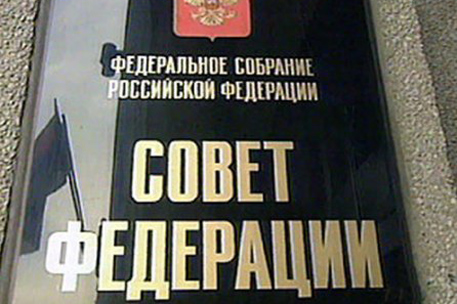 ФЕДЕРАЛЬНОЕ СОБРАНИЕ
РОССИЙСКОЙ ФЕДЕРАЦИИ
СОВЕТ
ФЕДЕРАЦИИ